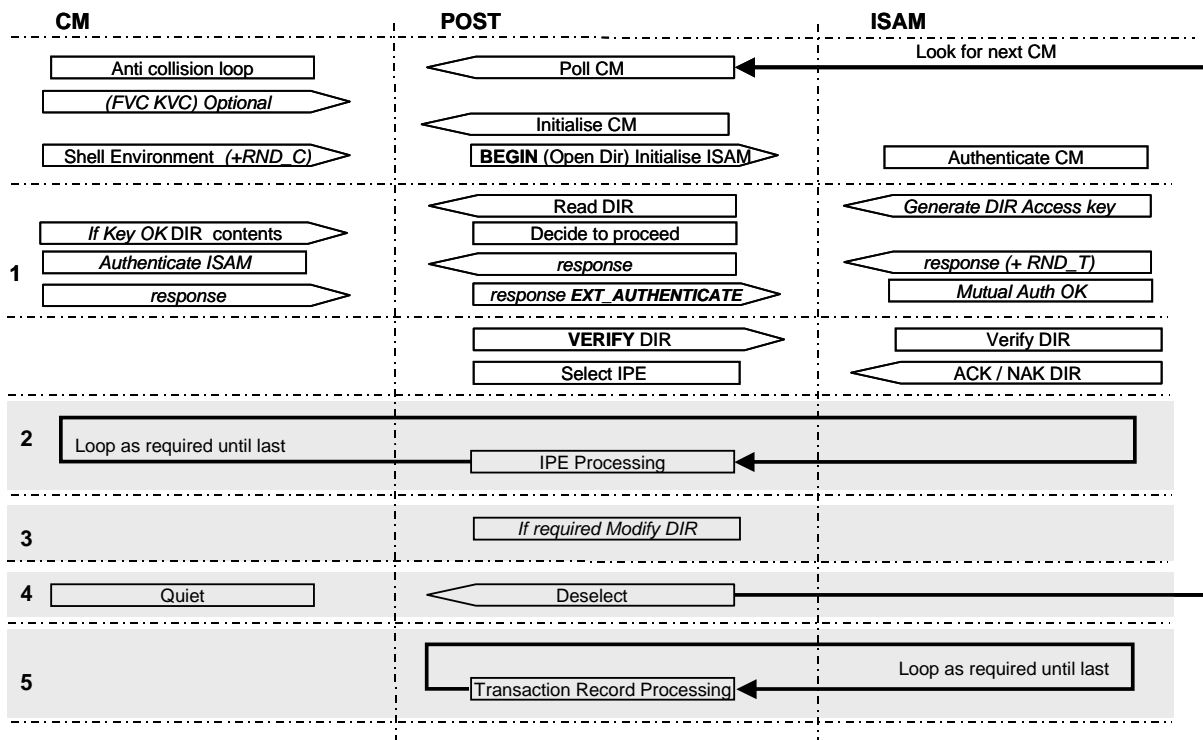 CM POST ISAM
Look for next CM
Anti collision loop Poll CM
(FVC KVC) Optional
Initialise CM
Shell Environment (+RND_C) BEGIN (Open Dir) Initialise ISAM Authenticate CM
Read DIR Generate DIR Access key
If Key OK DIR contents Decide to proceed
1 Authenticate ISAM response response (+ RND_T)
response response EXT_AUTHENTICATE Mutual Auth OK
VERIFY DIR Verify DIR
Select IPE ACK / NAK DIR
2 Loop as required until last
IPE Processing
3 If required Modify DIR
4 Quiet Deselect
Loop as required until last
5 Transaction Record Processing